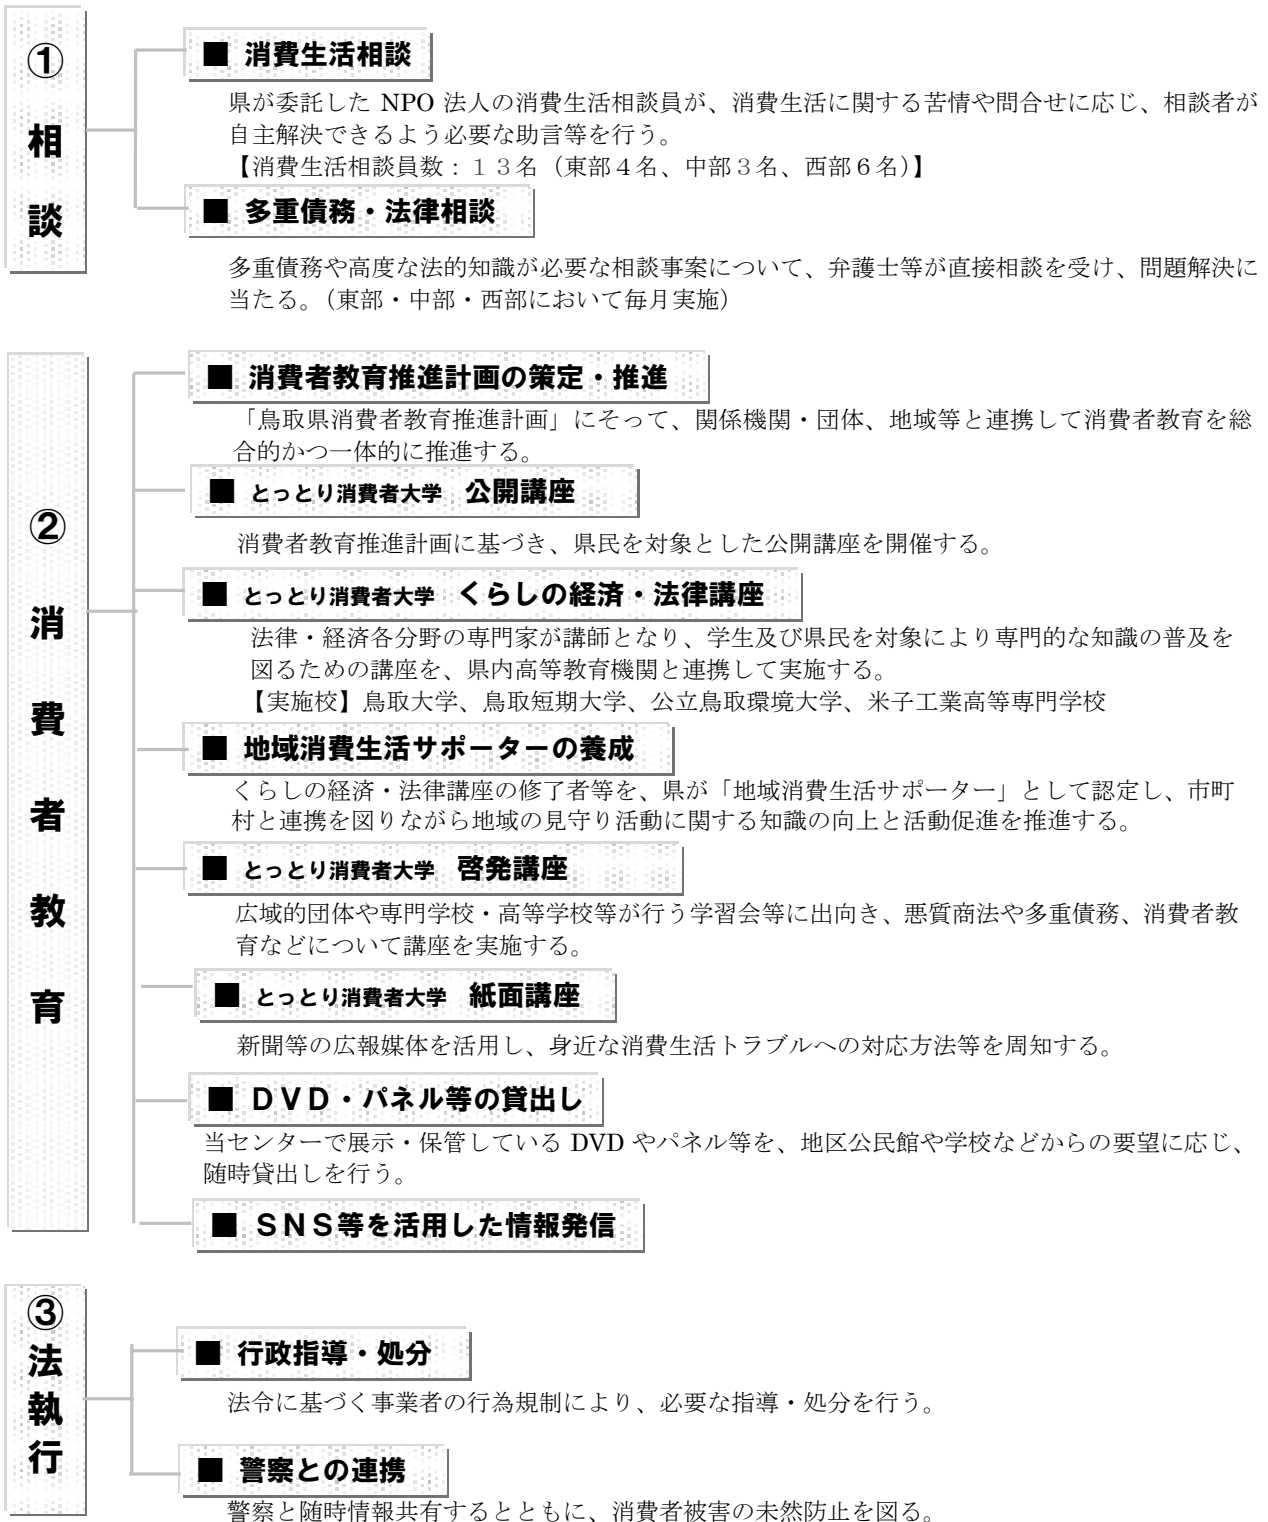 ① 相談
■ 消費生活相談
県が委託した NPO 法人の消費生活相談員が、消費生活に関する苦情や問合せに応じ、相談者が
自主解決できるよう必要な助言等を行う。
【消費生活相談員数：１３名（東部４名、中部３名、西部６名）】
■ 多重債務・法律相談
多重債務や高度な法的知識が必要な相談事案について、弁護士等が直接相談を受け、問題解決に
当たる。（東部・中部・西部において毎月実施）
② 消費者教育
■ 消費者教育推進計画の策定・推進
「鳥取県消費者教育推進計画」にそって、関係機関・団体、地域等と連携して消費者教育を総
合的かつ一体的に推進する。
■ とっとり消費者大学 公開講座
消費者教育推進計画に基づき、県民を対象とした公開講座を開催する。
■ とっとり消費者大学 くらしの経済・法律講座
法律・経済各分野の専門家が講師となり、学生及び県民を対象により専門的な知識の普及を
図るための講座を、県内高等教育機関と連携して実施する。
【実施校】鳥取大学、鳥取短期大学、公立鳥取環境大学、米子工業高等専門学校
■ 地域消費生活サポーターの養成
くらしの経済・法律講座の修了者等を、県が「地域消費生活サポーター」として認定し、市町
村と連携を図りながら地域の見守り活動に関する知識の向上と活動促進を推進する。
■ とっとり消費者大学 啓発講座
広域的団体や専門学校・高等学校等が行う学習会等に出向き、悪質商法や多重債務、消費者教
育などについて講座を実施する。
■ とっとり消費者大学 紙面講座
新聞等の広報媒体を活用し、身近な消費生活トラブルへの対応方法等を周知する。
■ ＤＶＤ・パネル等の貸出し
当センターで展示・保管している DVD やパネル等を、地区公民館や学校などからの要望に応じ、
随時貸出しを行う。
■ ＳＮＳ等を活用した情報発信
③ 法執行
■ 行政指導・処分
法令に基づく事業者の行為規制により、必要な指導・処分を行う。
■ 警察との連携
警察と随時情報共有するとともに、消費者被害の未然防止を図る。